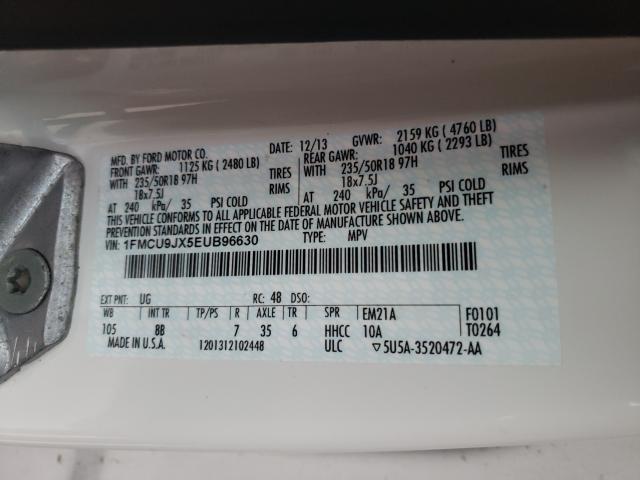 MFD. BY FORD MOTOR CO. DATE: 12/13 GVWR: 2159 KG ( 4760 LB)
FRONT GAWR: 1125 KG ( 2480 LB) REAR GAWR: 1040 KG ( 2293 LB)
WITH 235/50R18 97H TIRES WITH 235/50R18 97H TIRES
18x7.5J RIMS 18x7.5J RIMS
AT 240 kPa/ 35 PSI COLD AT 240 kPa/ 35 PSI COLD
THIS VEHICLE CONFORMS TO ALL APPLICABLE FEDERAL MOTOR VEHICLE SAFETY AND THEFT
PREVENTION STANDARDS IN EFFECT ON THE DATE OF MANUFACTURE SHOWN ABOVE.
1FMCU9JX5EUB96630 TYPE: MPV
EXT PNT: UG RC: 48 DSO:
WB INT TR TP/PS R AXLE TR SPR EM21A F0101
105 8B 7 35 6 HHCC 10A T0264
MADE IN U.S.A. 1201312102448 ULC ▽5U5A-3520472-AA